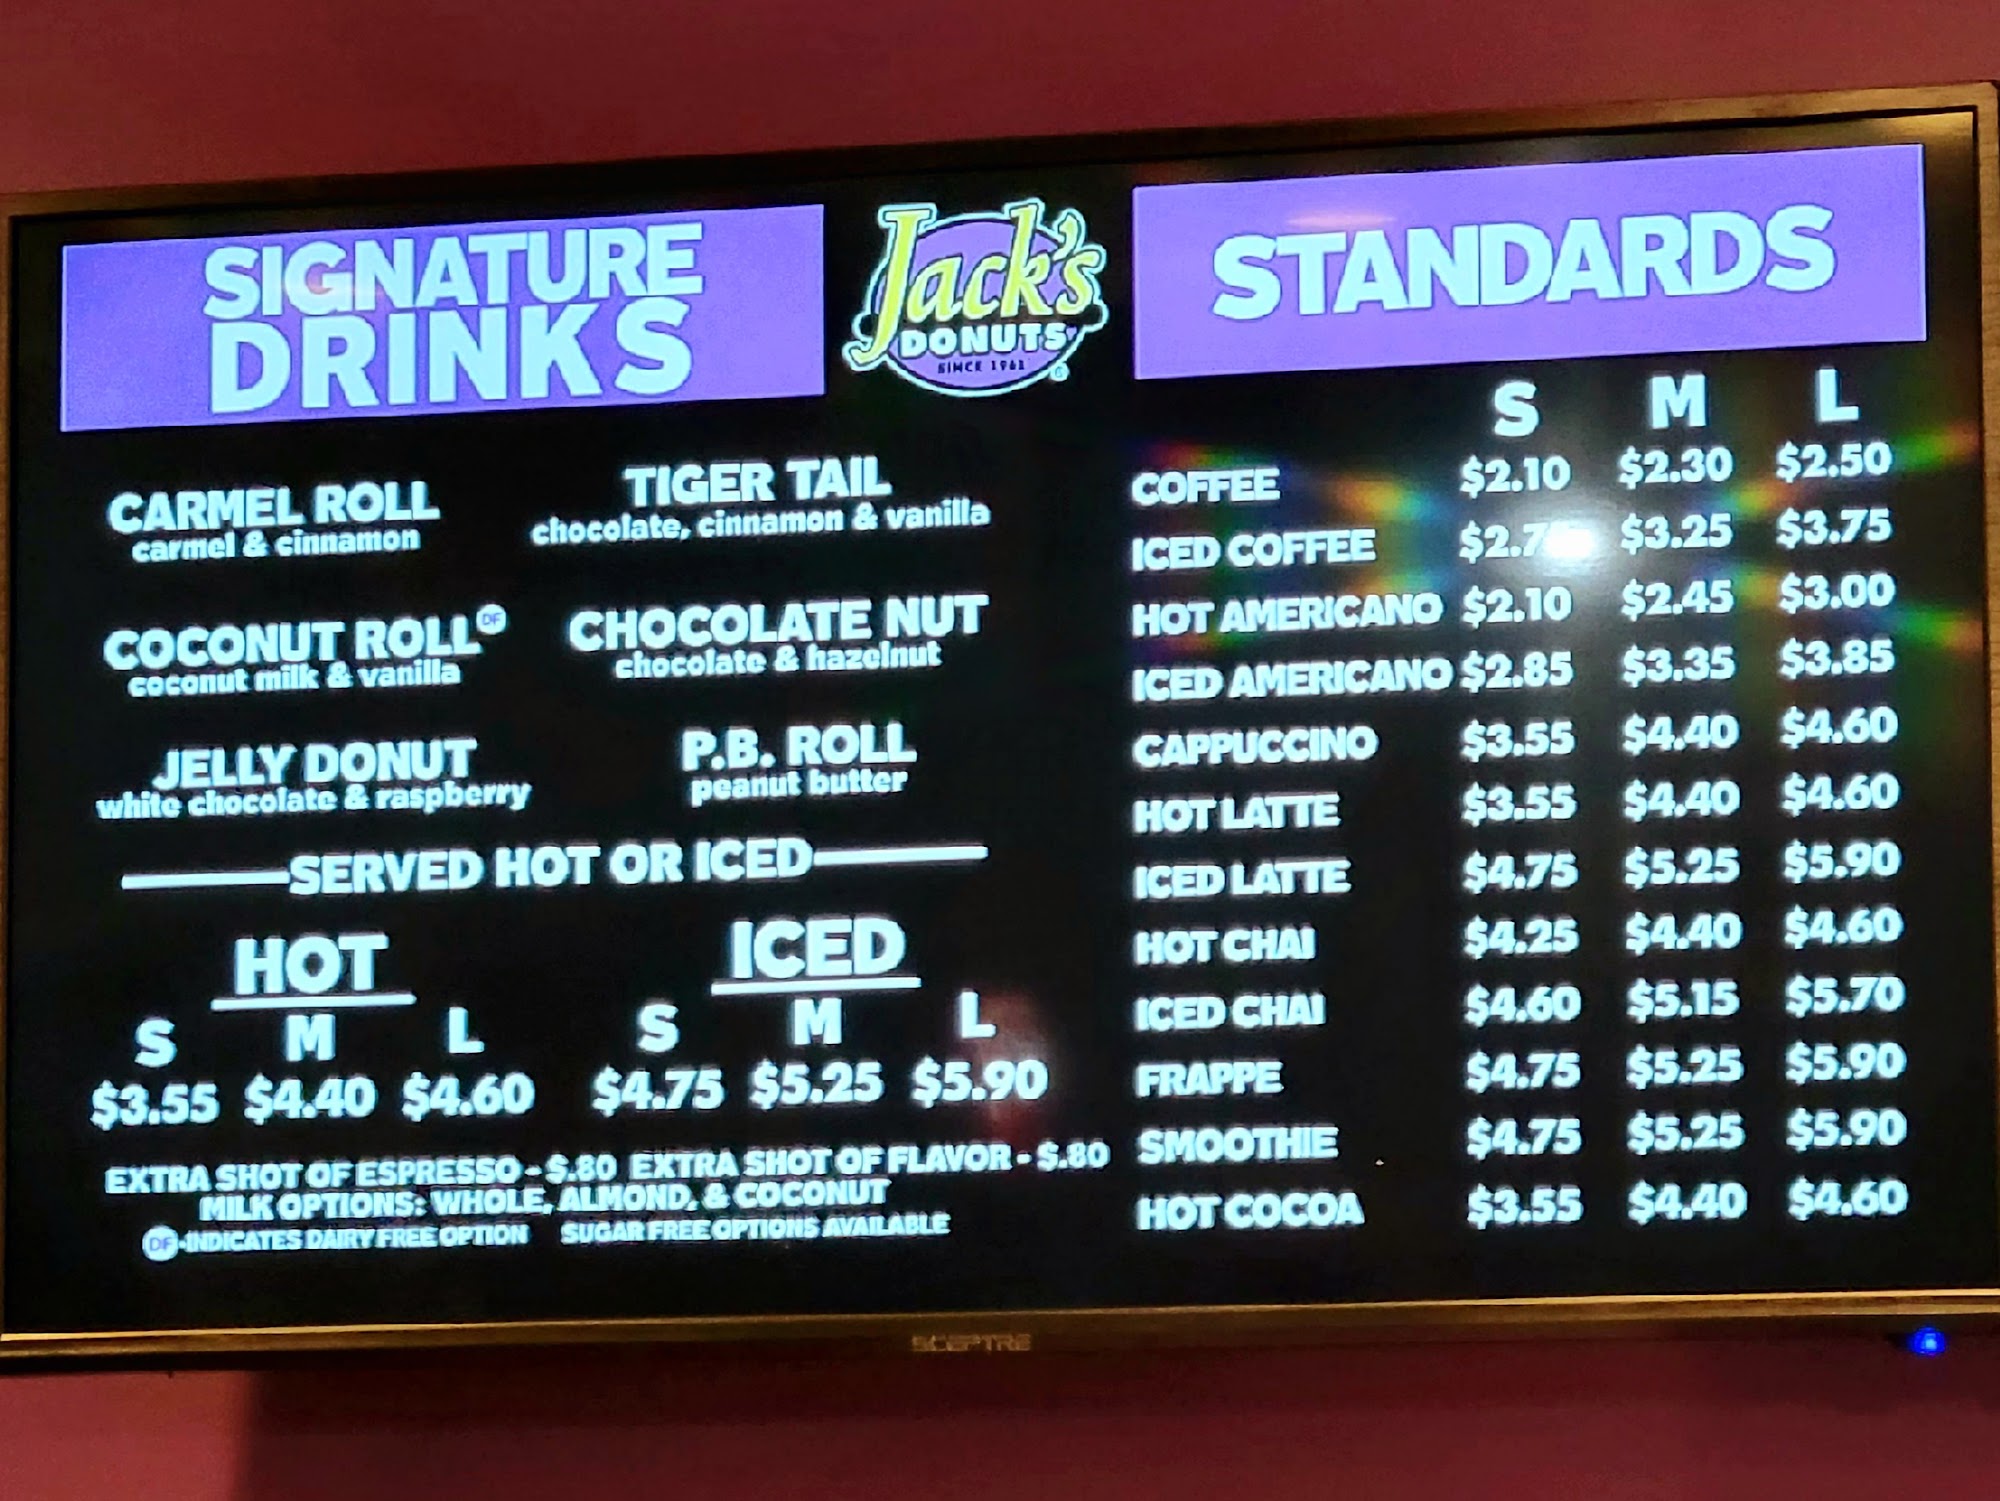 SIGNATURE
DRINKS
Jack's
DONUTS
SINCE 1961
STANDARDS
CARMEL ROLL
carmel & cinnamon
TIGER TAIL
chocolate, cinnamon & vanilla
COCONUT ROLL DF
coconut milk & vanilla
CHOCOLATE NUT
chocolate & hazelnut
JELLY DONUT
white chocolate & raspberry
P.B. ROLL
peanut butter
SERVED HOT OR ICED
HOT
S M L
$3.55 $4.40 $4.60
ICED
S M L
$4.75 $5.25 $5.90
EXTRA SHOT OF ESPRESSO - $.80 EXTRA SHOT OF FLAVOR - $.80
MILK OPTIONS: WHOLE, ALMOND, & COCONUT
DF-INDICATES DAIRY FREE OPTION SUGAR FREE OPTIONS AVAILABLE
S M L
COFFEE $2.10 $2.30 $2.50
ICED COFFEE $3.25 $3.75
HOT AMERICANO $2.10 $2.45 $3.00
ICED AMERICANO $2.85 $3.35 $3.85
CAPPUCCINO $3.55 $4.40 $4.60
HOT LATTE $3.55 $4.40 $4.60
ICED LATTE $4.75 $5.25 $5.90
HOT CHAI $4.25 $4.40 $4.60
ICED CHAI $4.60 $5.15 $5.70
FRAPPE $4.75 $5.25 $5.90
SMOOTHIE $4.75 $5.25 $5.90
HOT COCOA $3.55 $4.40 $4.60
SCEPTRE